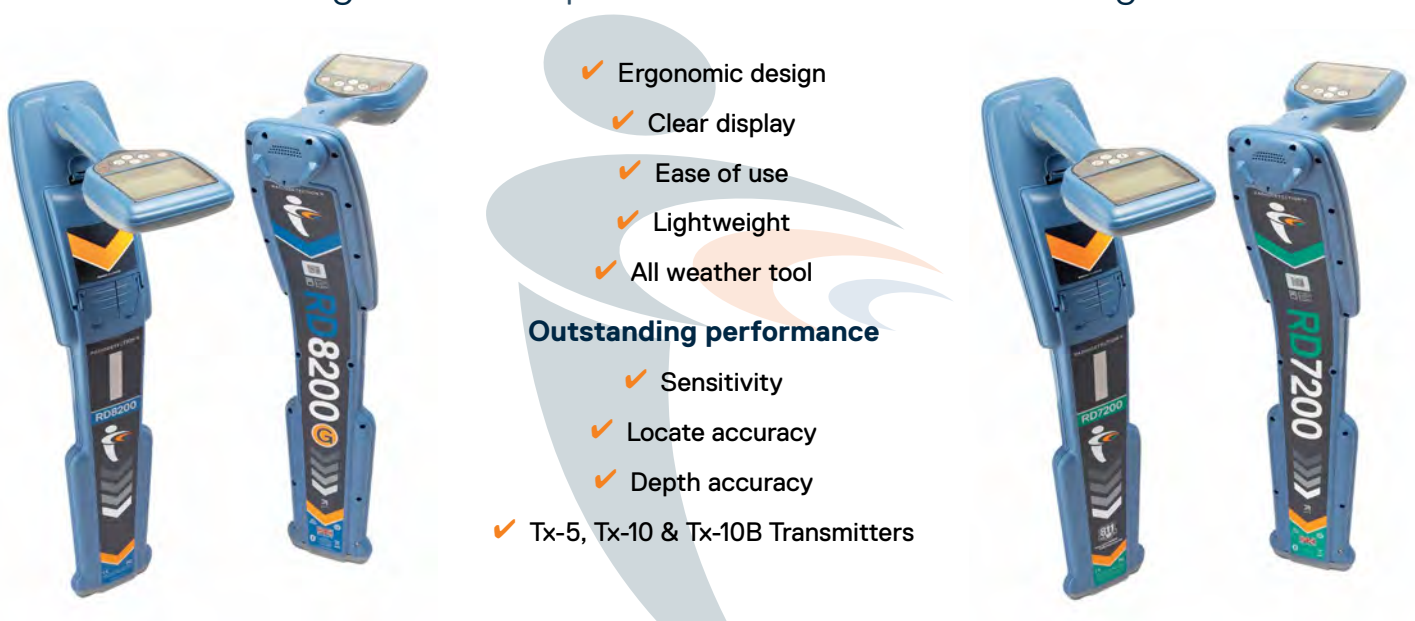 ✔ Ergonomic design
✔ Clear display
✔ Ease of use
✔ Lightweight
✔ All weather tool
Outstanding performance
✔ Sensitivity
✔ Locate accuracy
✔ Depth accuracy
✔ Tx-5, Tx-10 & Tx-10B Transmitters
RD8200
RD8200 G
RD7200
811
RD7200